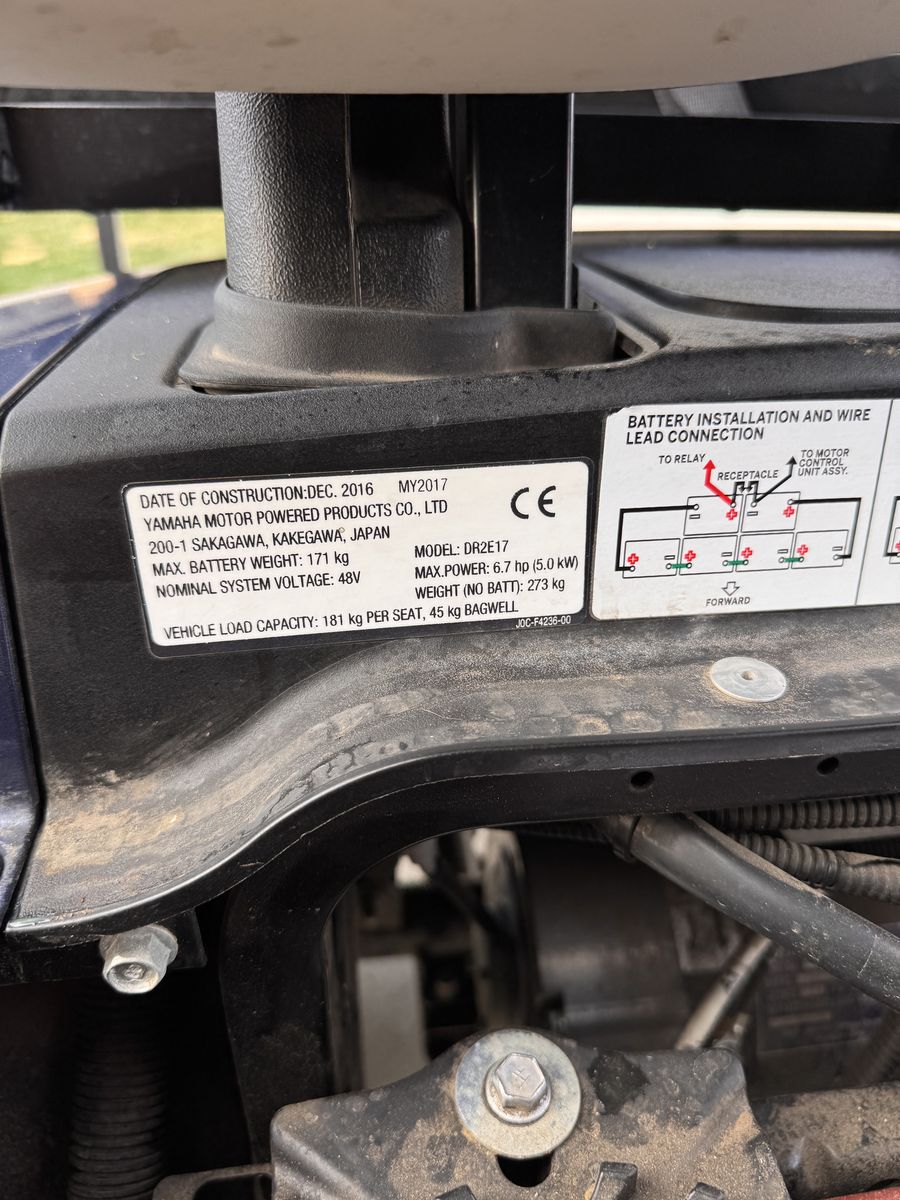 DATE OF CONSTRUCTION:DEC. 2016 MY2017
YAMAHA MOTOR POWERED PRODUCTS CO., LTD
200-1 SAKAGAWA, KAKEGAWA, JAPAN
MAX. BATTERY WEIGHT: 171 kg
NOMINAL SYSTEM VOLTAGE: 48V
CE
MODEL: DR2E17
MAX.POWER: 6.7 hp (5.0 kW)
WEIGHT (NO BATT): 273 kg
VEHICLE LOAD CAPACITY: 181 kg PER SEAT, 45 kg BAGWELL
J0C-F4236-00
BATTERY INSTALLATION AND WIRE
LEAD CONNECTION
TO RELAY
RECEPTACLE
TO MOTOR
CONTROL
UNIT ASSY.
FORWARD